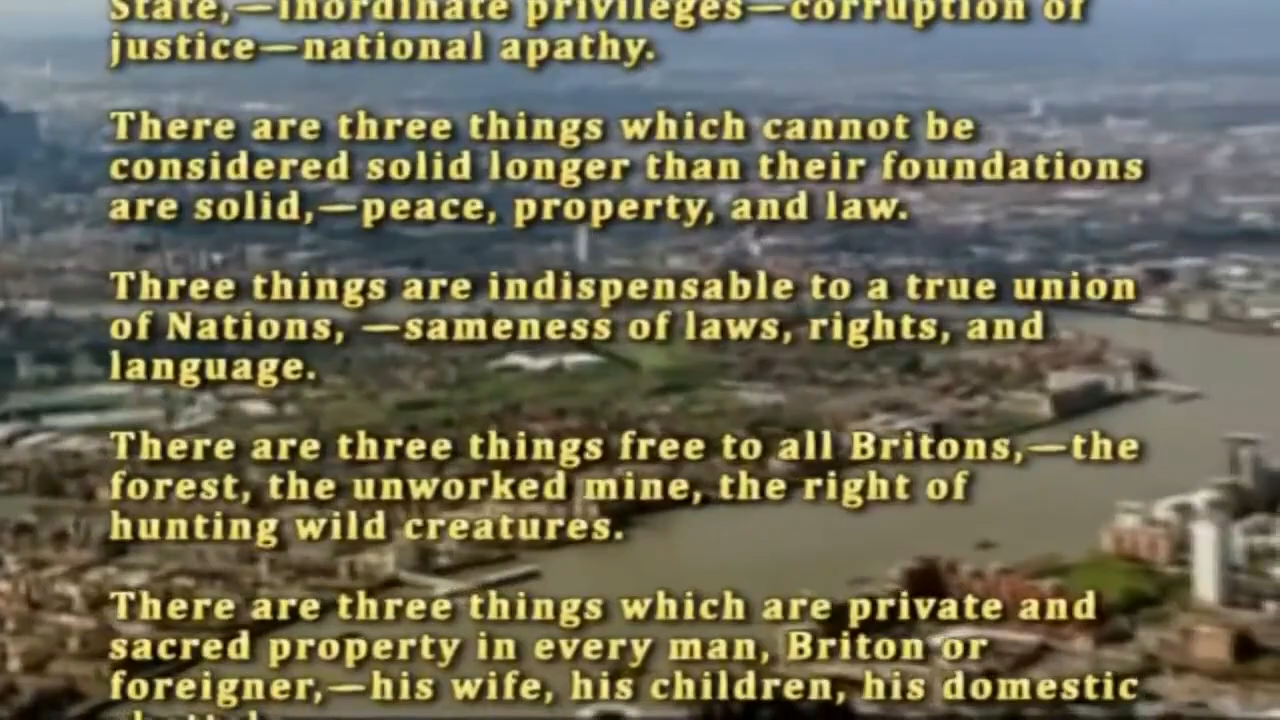 State,—inordinate privileges—corruption of
justice—national apathy.
There are three things which cannot be
considered solid longer than their foundations
are solid,—peace, property, and law.
Three things are indispensable to a true union
of Nations, —sameness of laws, rights, and
language.
There are three things free to all Britons,—the
forest, the unworked mine, the right of
hunting wild creatures.
There are three things which are private and
sacred property in every man, Briton or
foreigner,—his wife, his children, his domestic